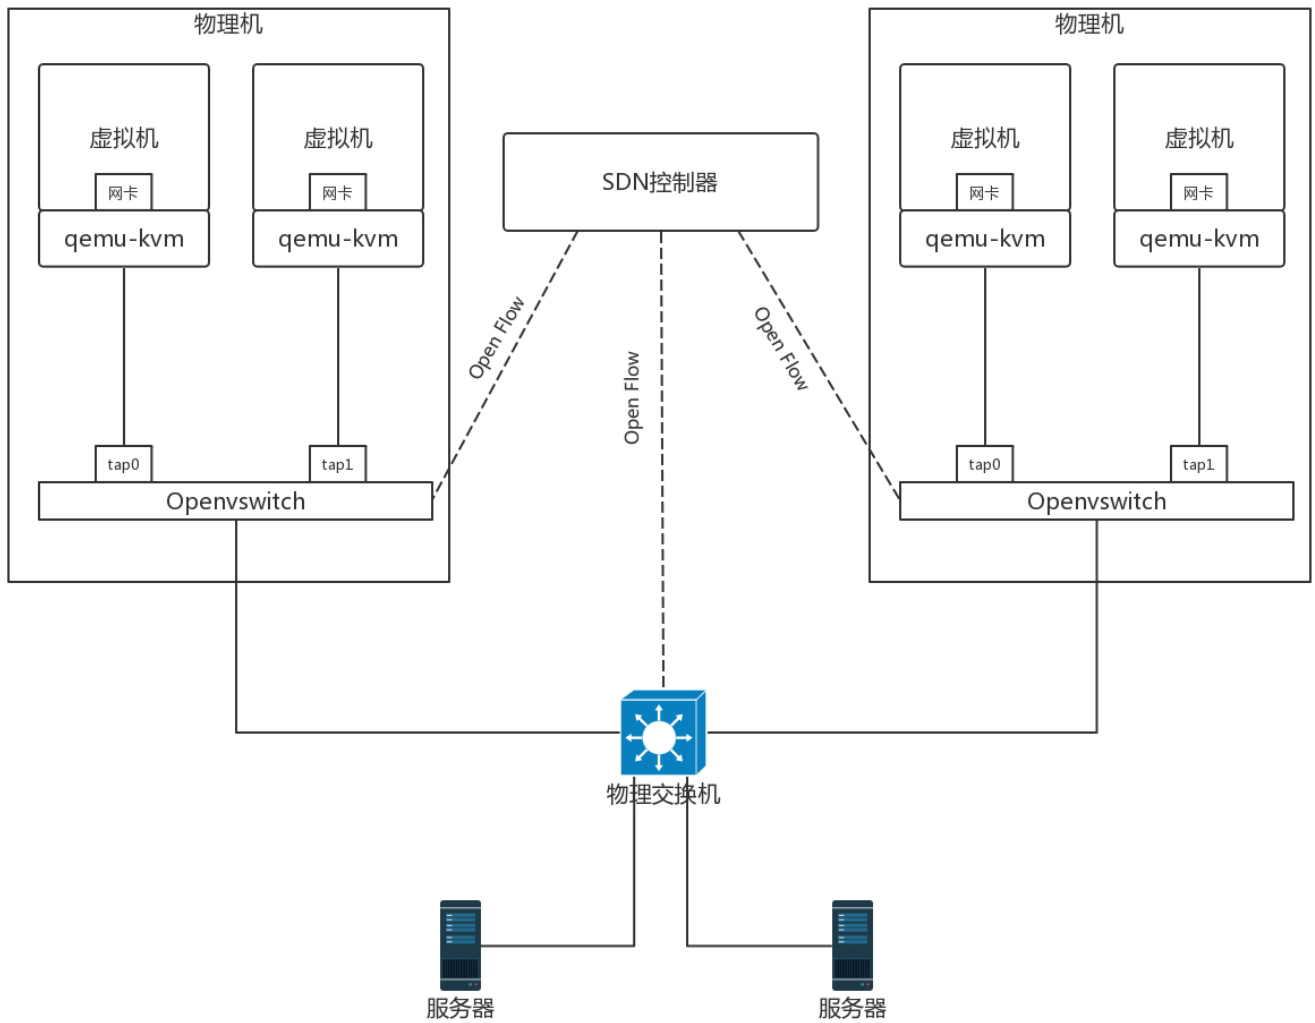 物理机
虚拟机
网卡
qemu-kvm
虚拟机
网卡
qemu-kvm
tap0
tap1
Openvswitch
SDN控制器
Open Flow
Open Flow
Open Flow
物理机
虚拟机
网卡
qemu-kvm
虚拟机
网卡
qemu-kvm
tap0
tap1
Openvswitch
物理交换机
服务器
服务器